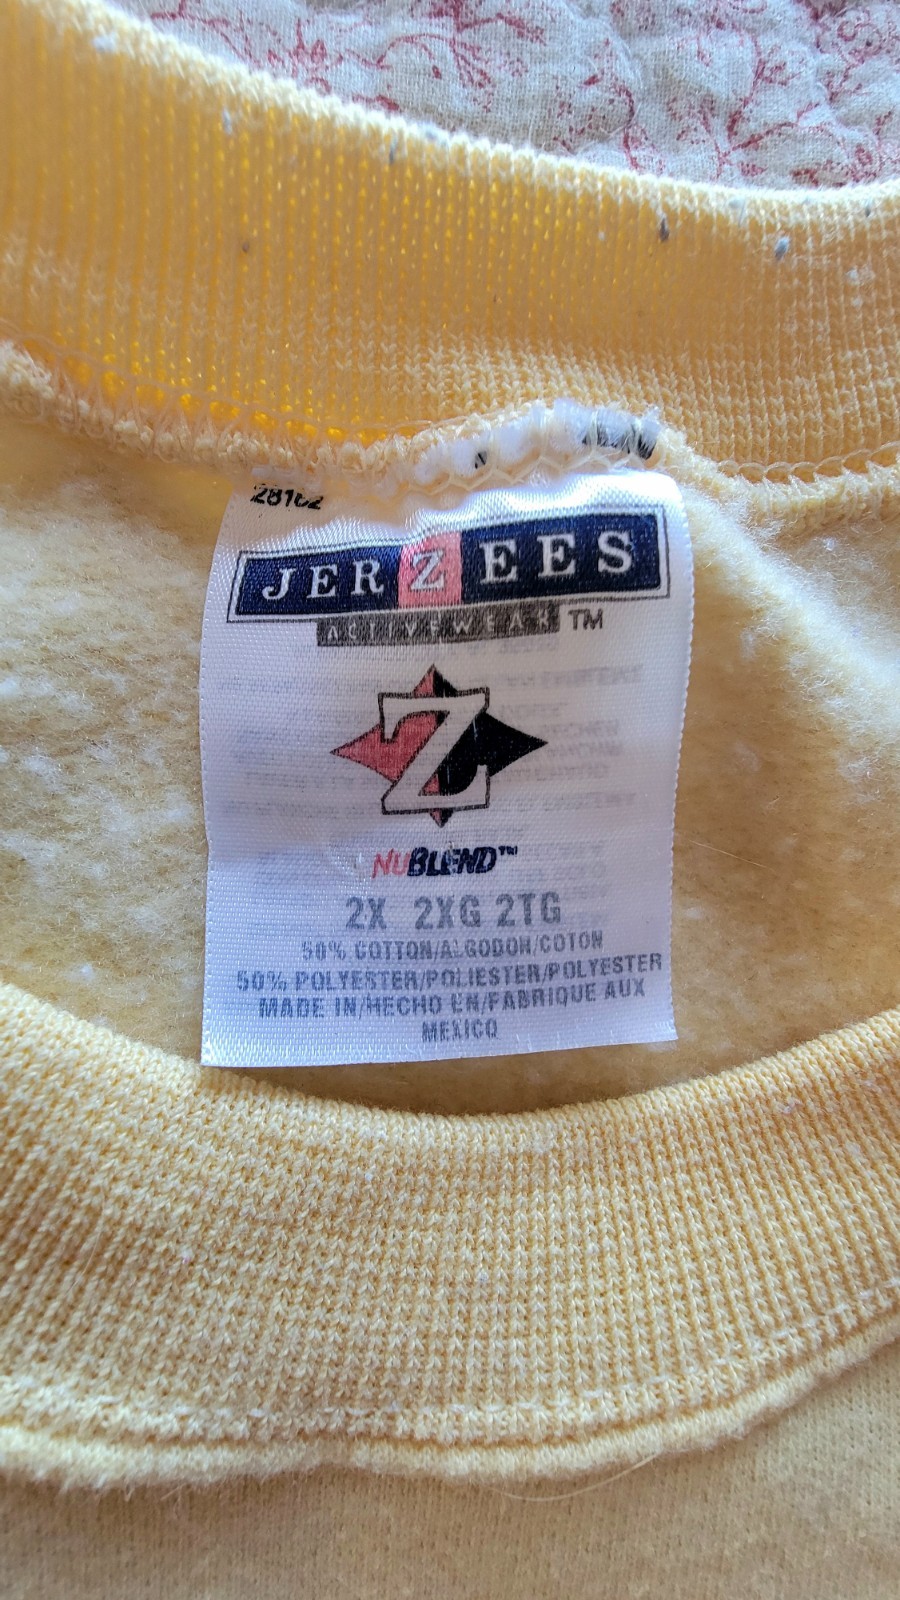 28162
JERZEES
ACTIVEWEAR ™
Z
NUBLEND™
2X 2XG 2TG
50% COTTON/ALGODON/COTON
50% POLYESTER/POLIESTER/POLYESTER
MADE IN/HECHO EN/FABRIQUE AUX
MEXICO